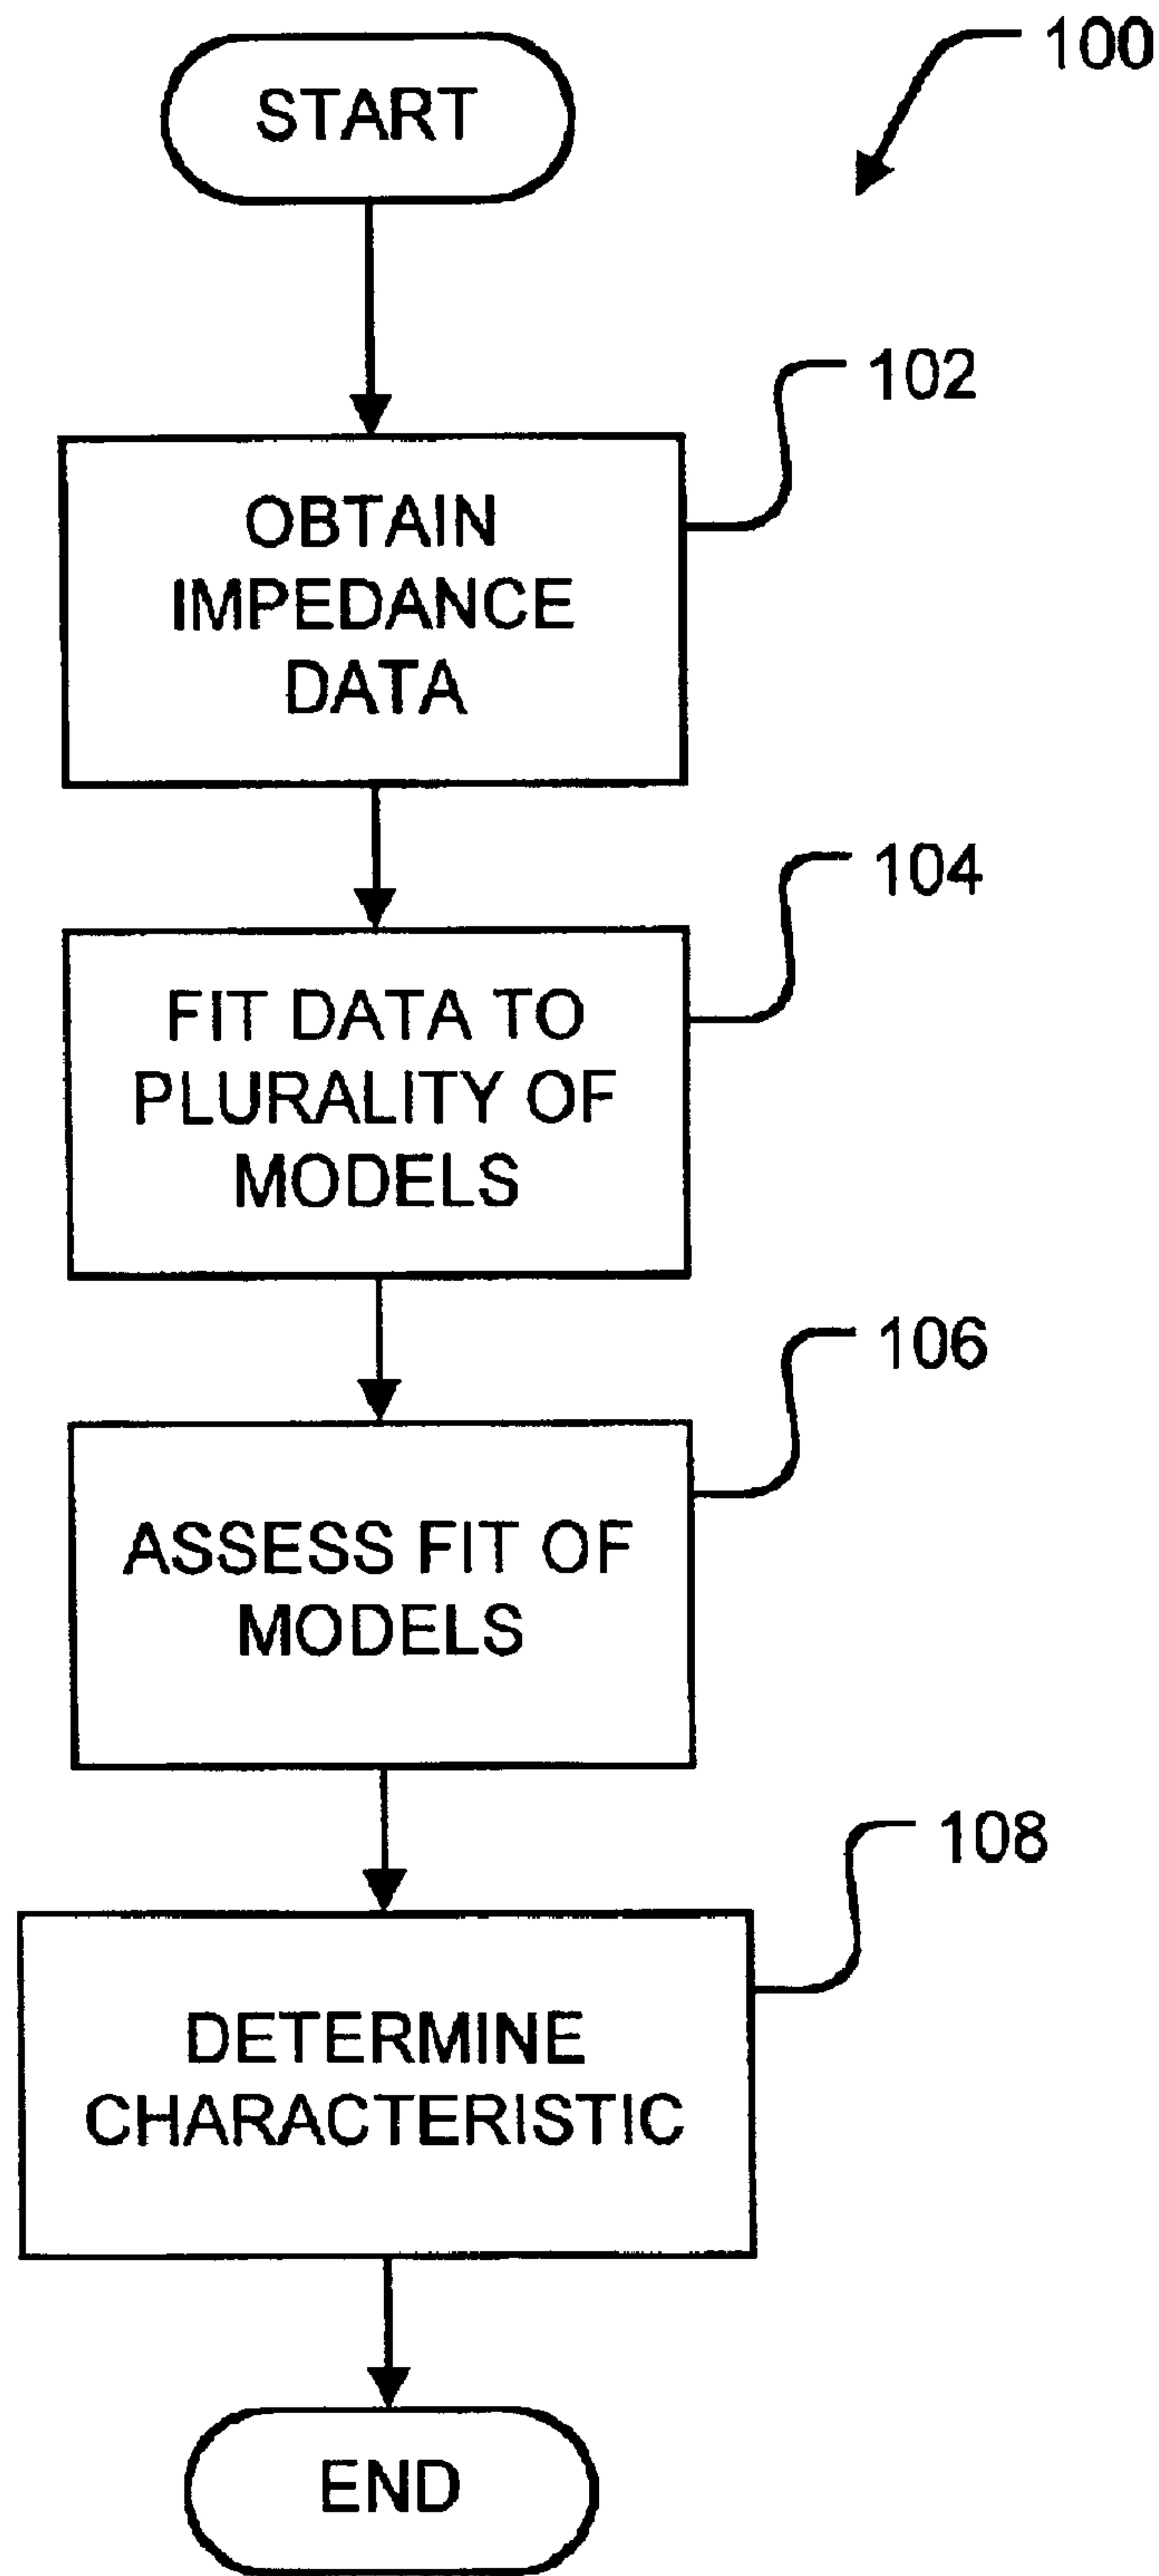 START
100
102
OBTAIN
IMPEDANCE
DATA
104
FIT DATA TO
PLURALITY OF
MODELS
106
ASSESS FIT OF
MODELS
108
DETERMINE
CHARACTERISTIC
END